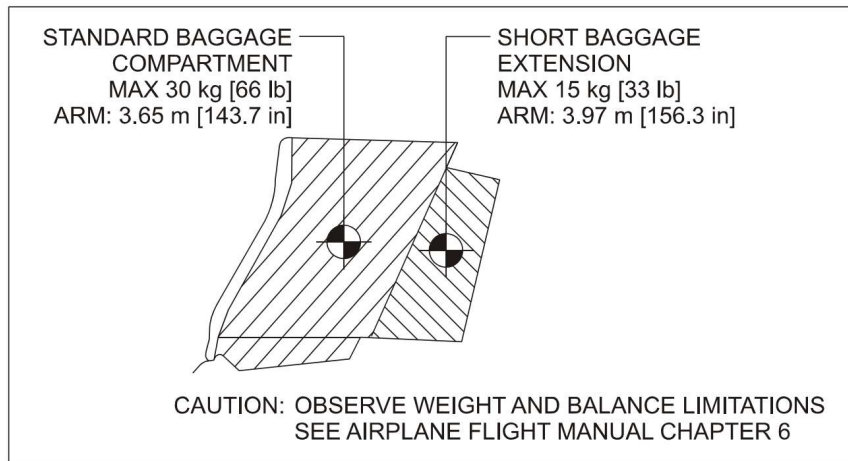 STANDARD BAGGAGE
COMPARTMENT
MAX 30 kg [66 lb]
ARM: 3.65 m [143.7 in]
SHORT BAGGAGE
EXTENSION
MAX 15 kg [33 lb]
ARM: 3.97 m [156.3 in]
CAUTION: OBSERVE WEIGHT AND BALANCE LIMITATIONS
SEE AIRPLANE FLIGHT MANUAL CHAPTER 6